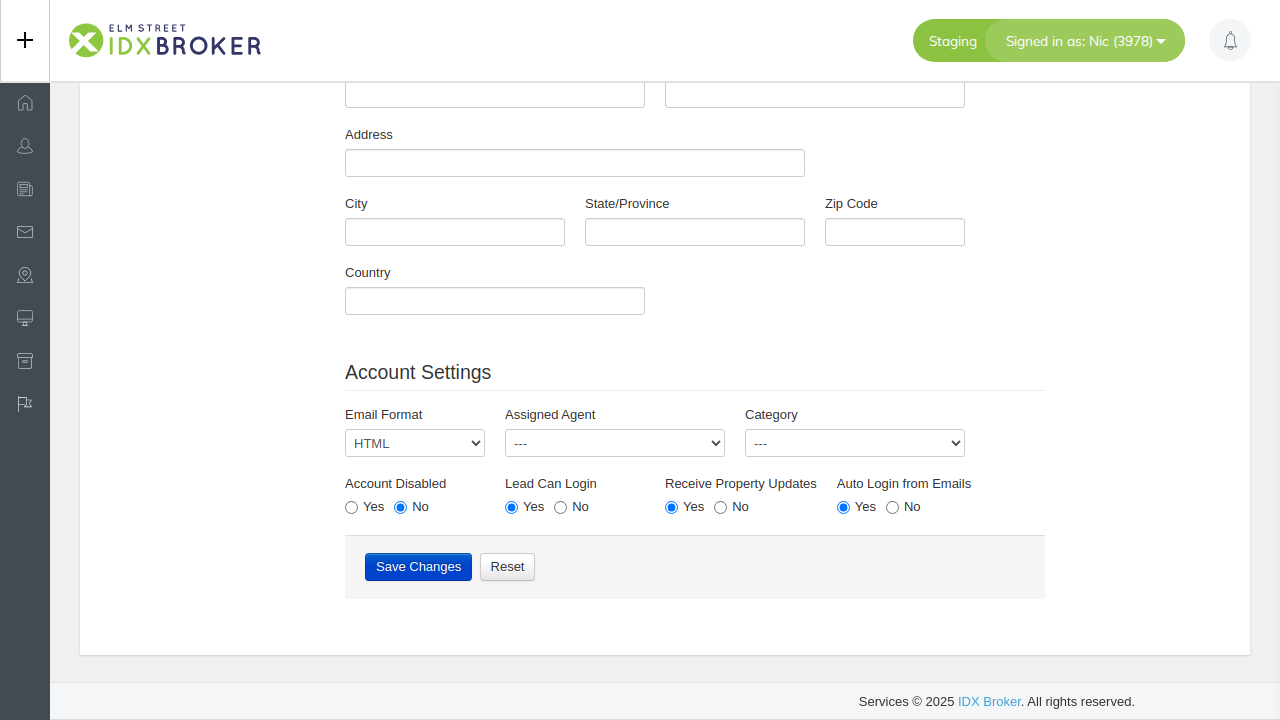 ELM STREET
IDXBROKER
Staging
Signed in as: Nic (3978)
Address
City
State/Province
Zip Code
Country
Account Settings
Email Format
Assigned Agent
Category
HTML
---
---
Account Disabled
Lead Can Login
Receive Property Updates
Auto Login from Emails
Yes No
Yes No
Yes No
Yes No
Save Changes
Reset
Services © 2025 IDX Broker. All rights reserved.